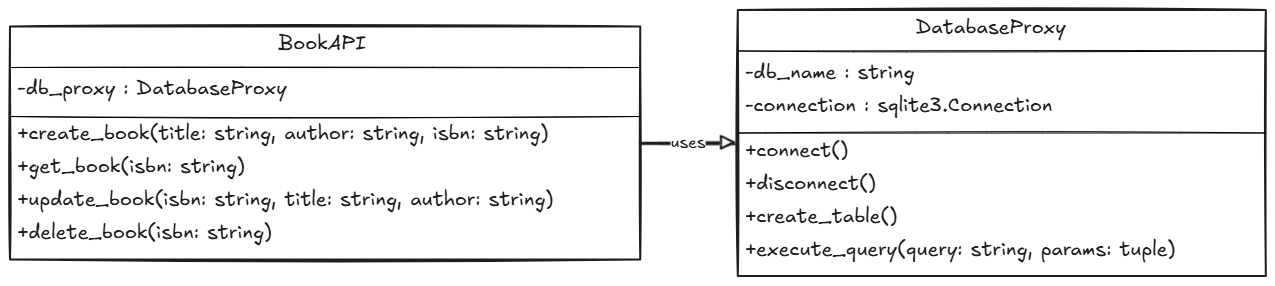 BookAPI
-db_proxy : DatabaseProxy
+create_book(title: string, author: string, isbn: string)
+get_book(isbn: string)
+update_book(isbn: string, title: string, author: string)
+delete_book(isbn: string)
uses
DatabaseProxy
-db_name : string
-connection : sqlite3.Connection
+connect()
+disconnect()
+create_table()
+execute_query(query: string, params: tuple)